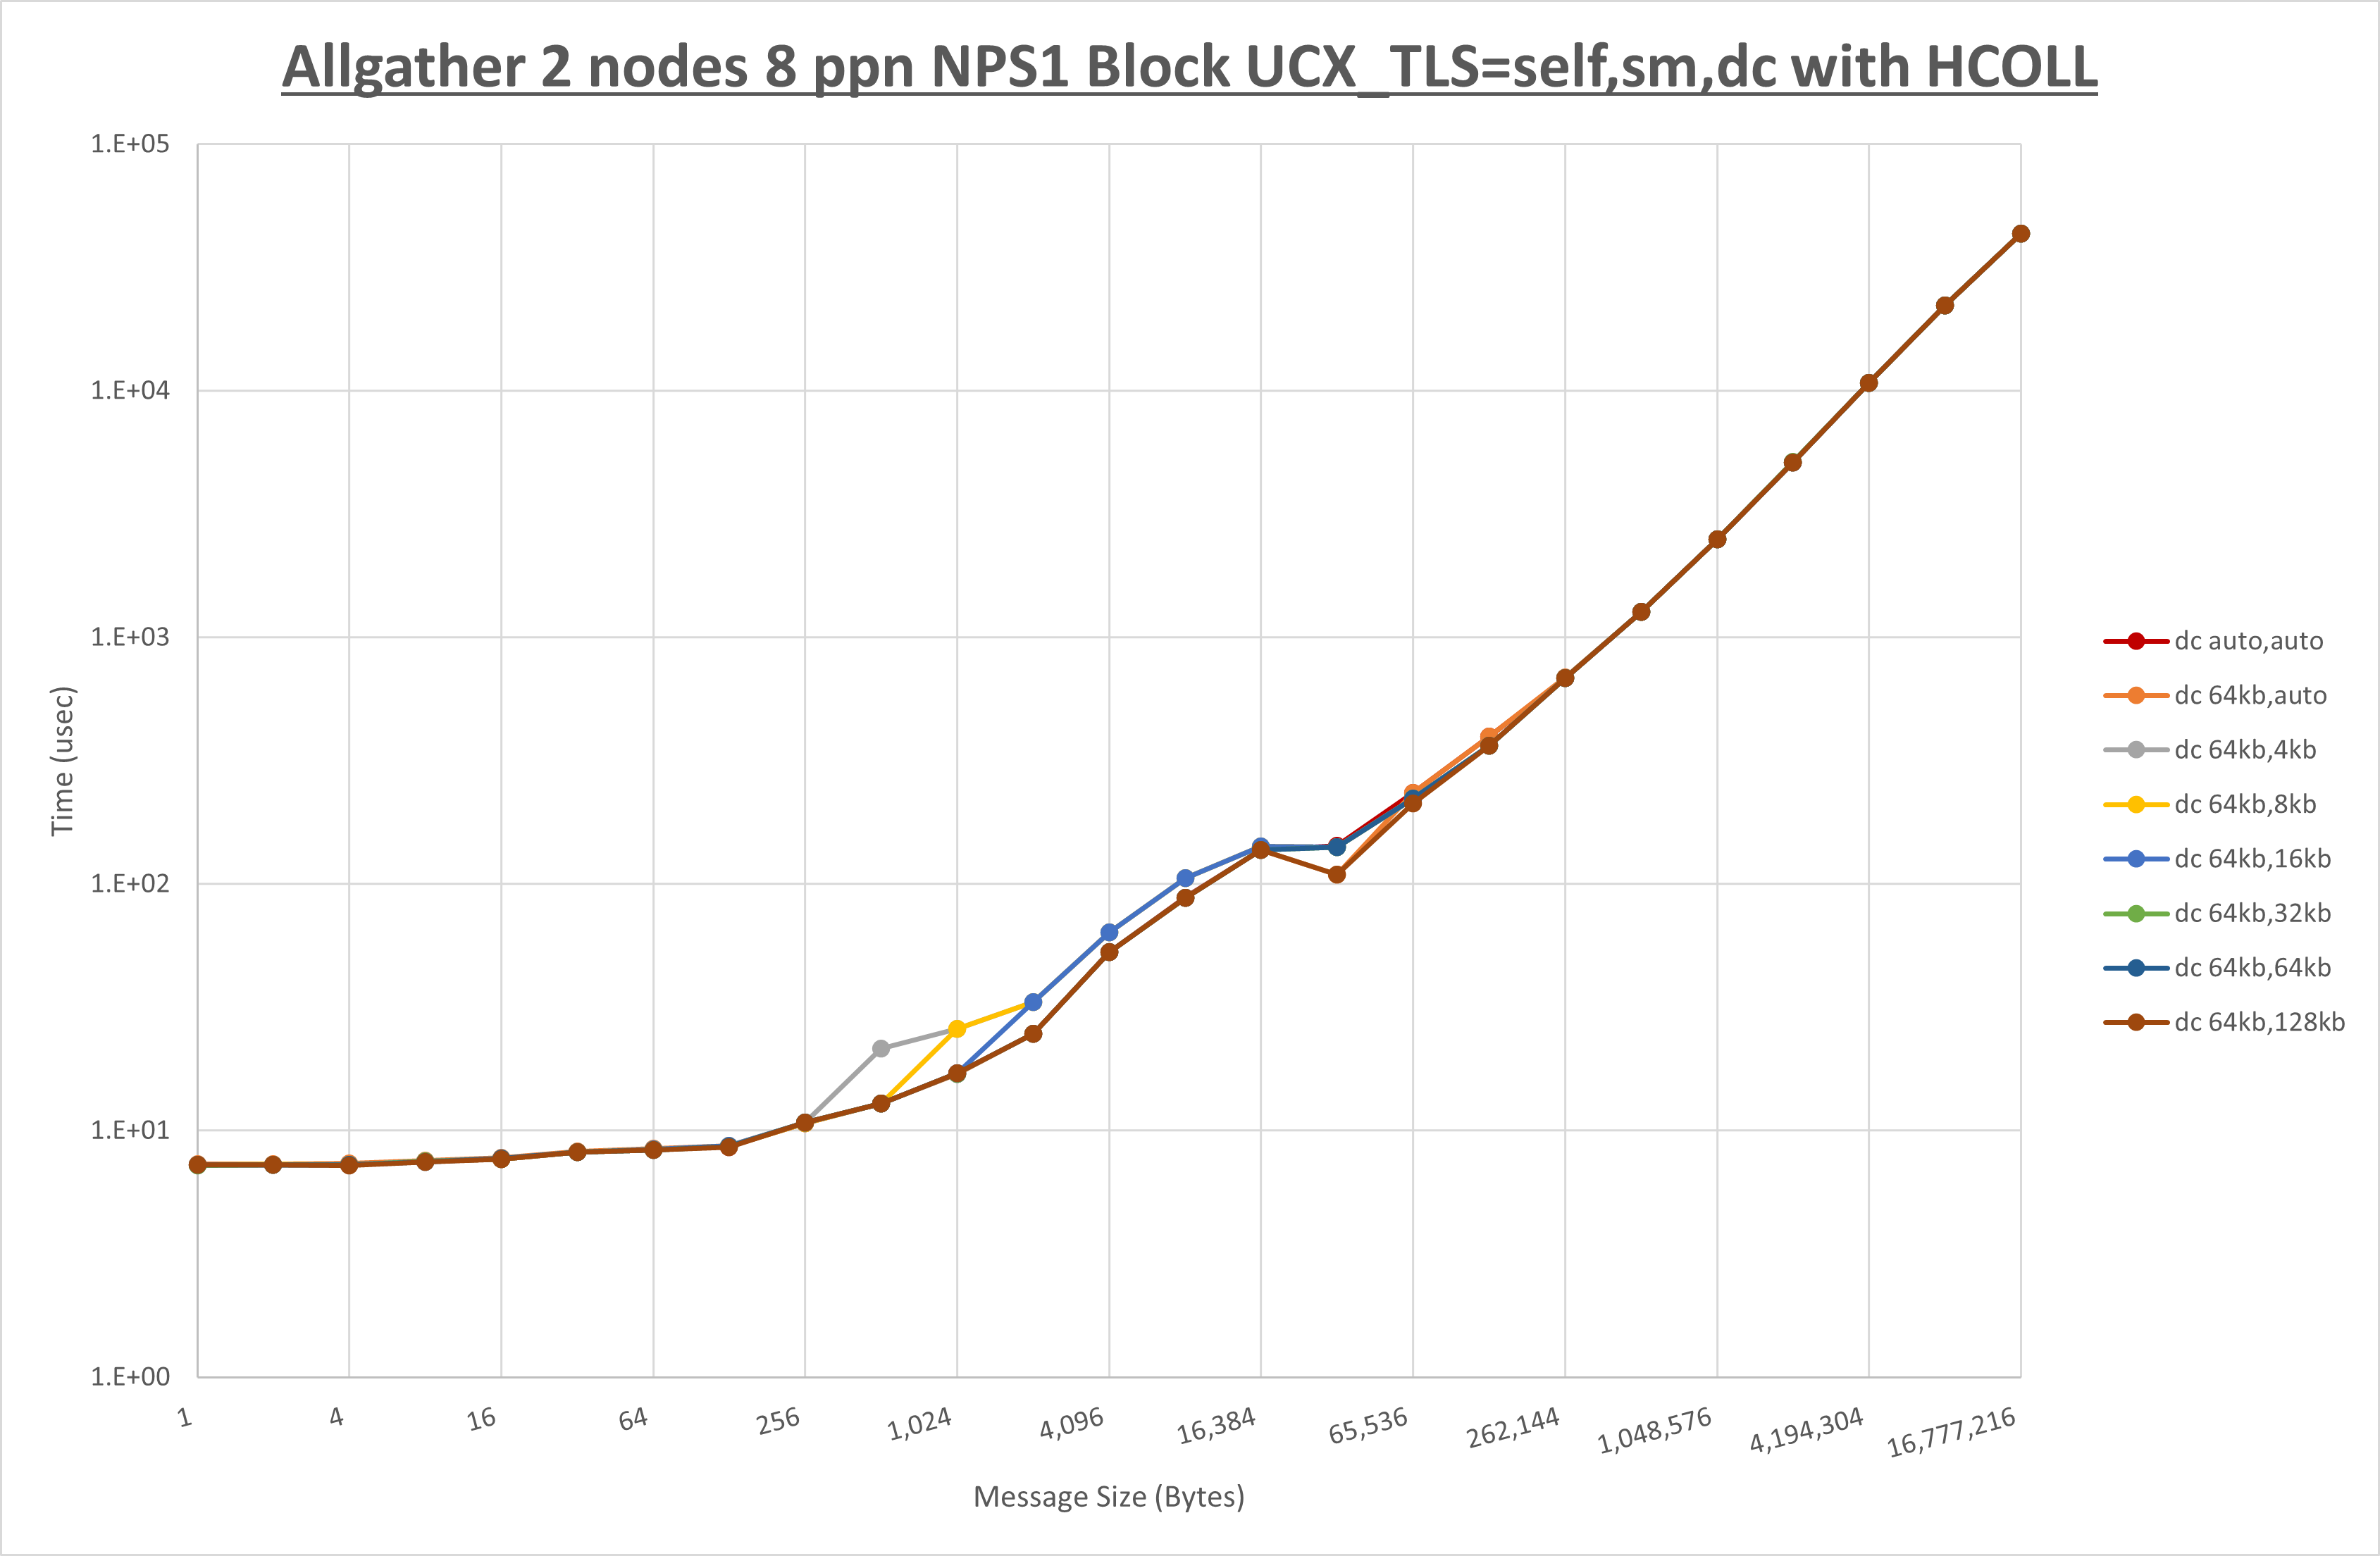 Allgather 2 nodes 8 ppn NPS1 Block UCX_TLS=self,sm,dc with HCOLL
1.E+05
1.E+04
1.E+03
1.E+02
1.E+01
1.E+00
Time (usec)
1 4 16 64 256 1,024 4,096 16,384 65,536 262,144 1,048,576 4,194,304 16,777,216
Message Size (Bytes)
dc auto,auto
dc 64kb,auto
dc 64kb,4kb
dc 64kb,8kb
dc 64kb,16kb
dc 64kb,32kb
dc 64kb,64kb
dc 64kb,128kb